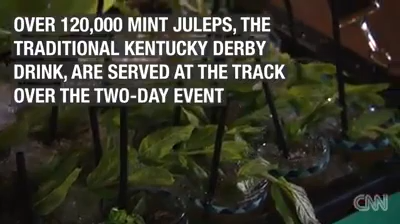 OVER 120,000 MINT JULEPS, THE
TRADITIONAL KENTUCKY DERBY
DRINK, ARE SERVED AT THE TRACK
OVER THE TWO-DAY EVENT
CNN